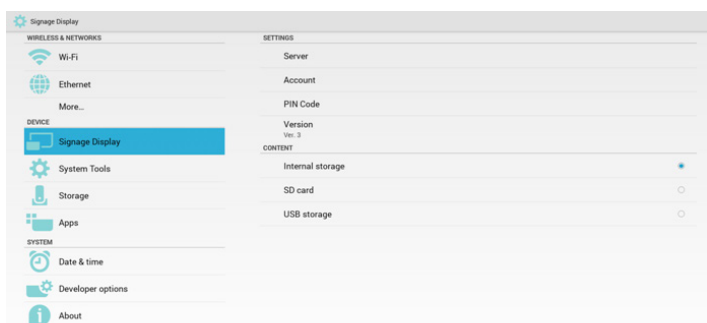 Signage Display
WIRELESS & NETWORKS
Wi-Fi
Ethernet
More...
DEVICE
Signage Display
System Tools
Storage
Apps
SYSTEM
Date & time
Developer options
About
SETTINGS
Server
Account
PIN Code
Version
Ver. 3
CONTENT
Internal storage
SD card
USB storage